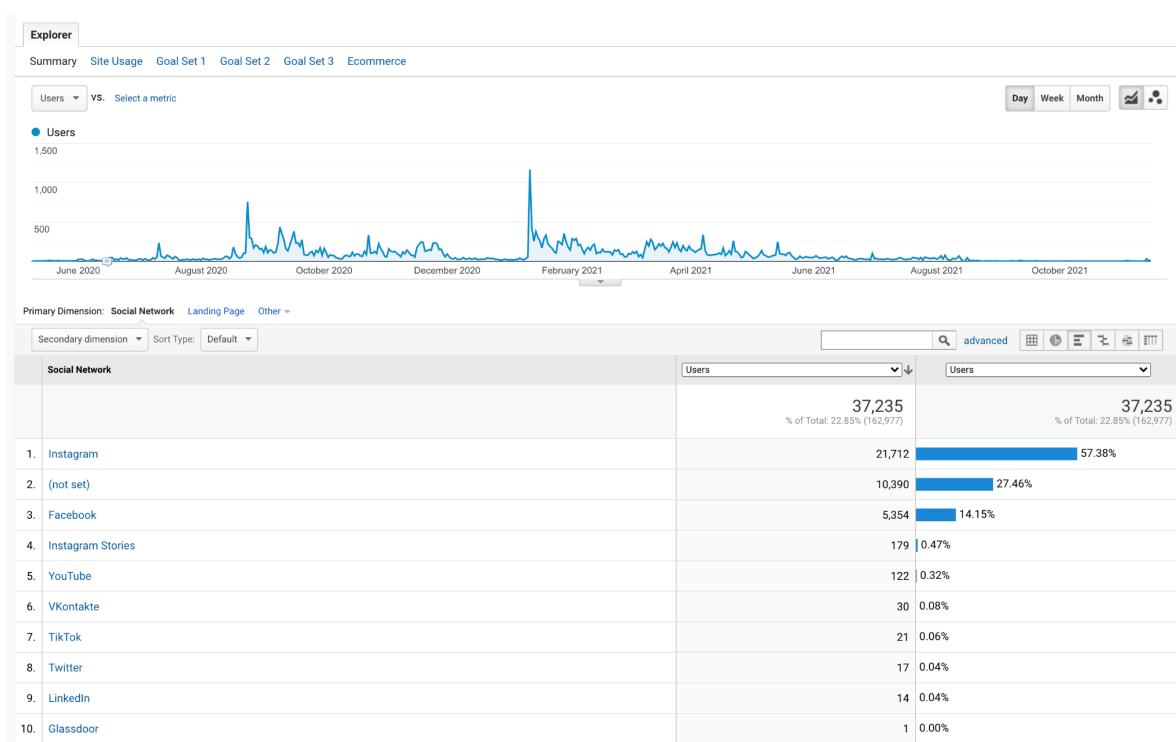 Explorer
Summary Site Usage Goal Set 1 Goal Set 2 Goal Set 3 Ecommerce
Users VS. Select a metric
Day Week Month
Users
1,500
1,000
500
June 2020 August 2020 October 2020 December 2020 February 2021 April 2021 June 2021 August 2021 October 2021
Primary Dimension: Social Network Landing Page Other
Secondary dimension Sort Type: Default advanced
Social Network Users Users
37,235 37,235
% of Total: 22.85% (162,977) % of Total: 22.85% (162,977)
1. Instagram 21,712 57.38%
2. (not set) 10,390 27.46%
3. Facebook 5,354 14.15%
4. Instagram Stories 179 0.47%
5. YouTube 122 0.32%
6. VKontakte 30 0.08%
7. TikTok 21 0.06%
8. Twitter 17 0.04%
9. LinkedIn 14 0.04%
10. Glassdoor 1 0.00%